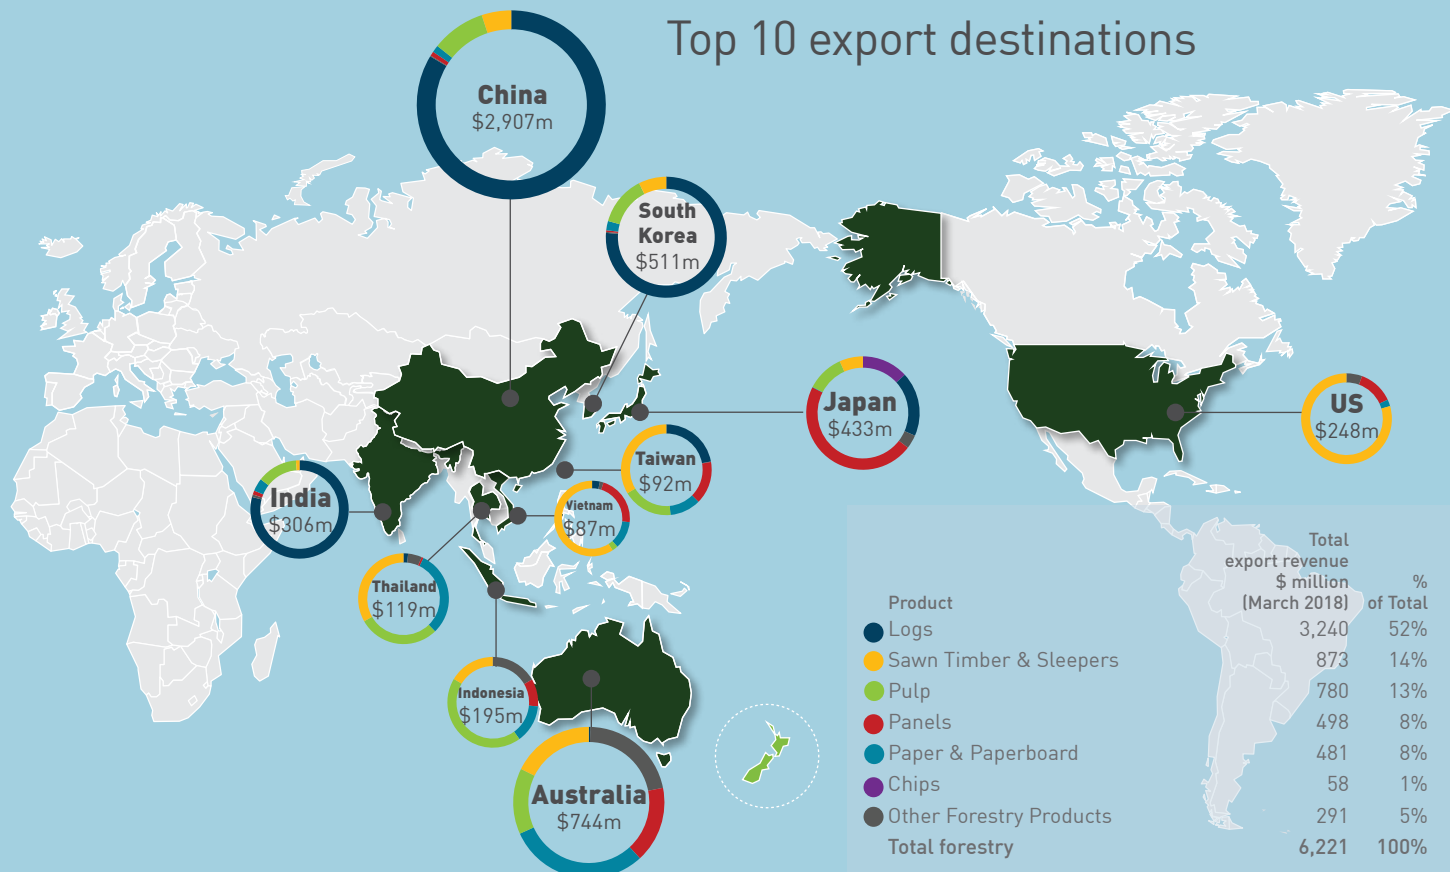 Top 10 export destinations
China
$2,907m
South
Korea
$511m
Japan
$433m
US
$248m
Taiwan
$92m
India
$306m
Vietnam
$87m
Thailand
$119m
Indonesia
$195m
Australia
$744m
Total
export revenue
$ million %
Product (March 2018) of Total
Logs 3,240 52%
Sawn Timber & Sleepers 873 14%
Pulp 780 13%
Panels 498 8%
Paper & Paperboard 481 8%
Chips 58 1%
Other Forestry Products 291 5%
Total forestry 6,221 100%